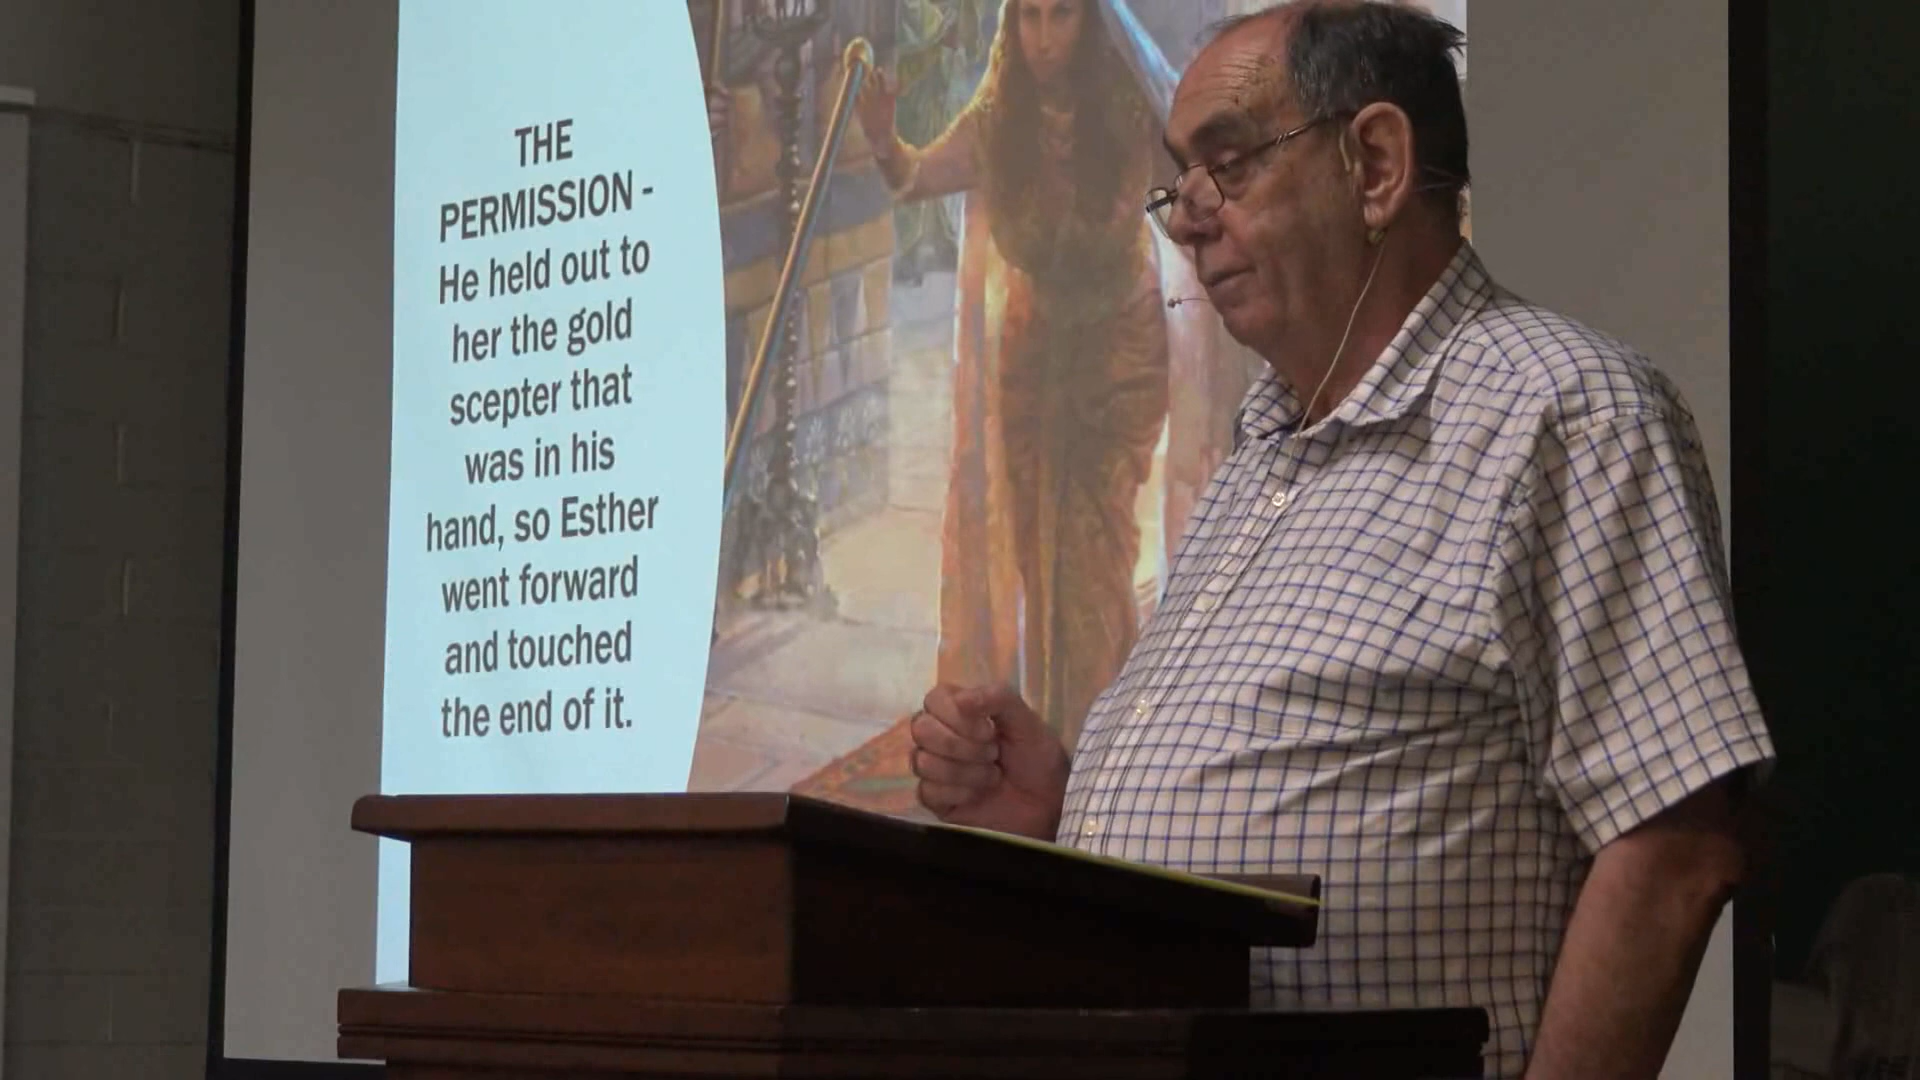 THE
PERMISSION -
He held out to
her the gold
scepter that
was in his
hand, so Esther
went forward
and touched
the end of it.